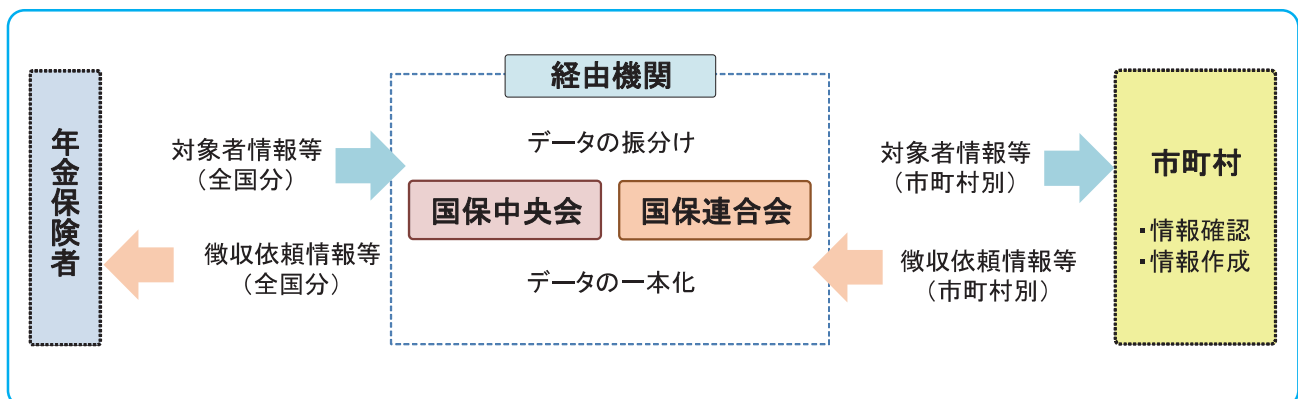 年金保険者
対象者情報等
（全国分）
徴収依頼情報等
（全国分）
経由機関
データの振分け
国保中央会
国保連合会
データの一本化
対象者情報等
（市町村別）
徴収依頼情報等
（市町村別）
市町村
・情報確認
・情報作成